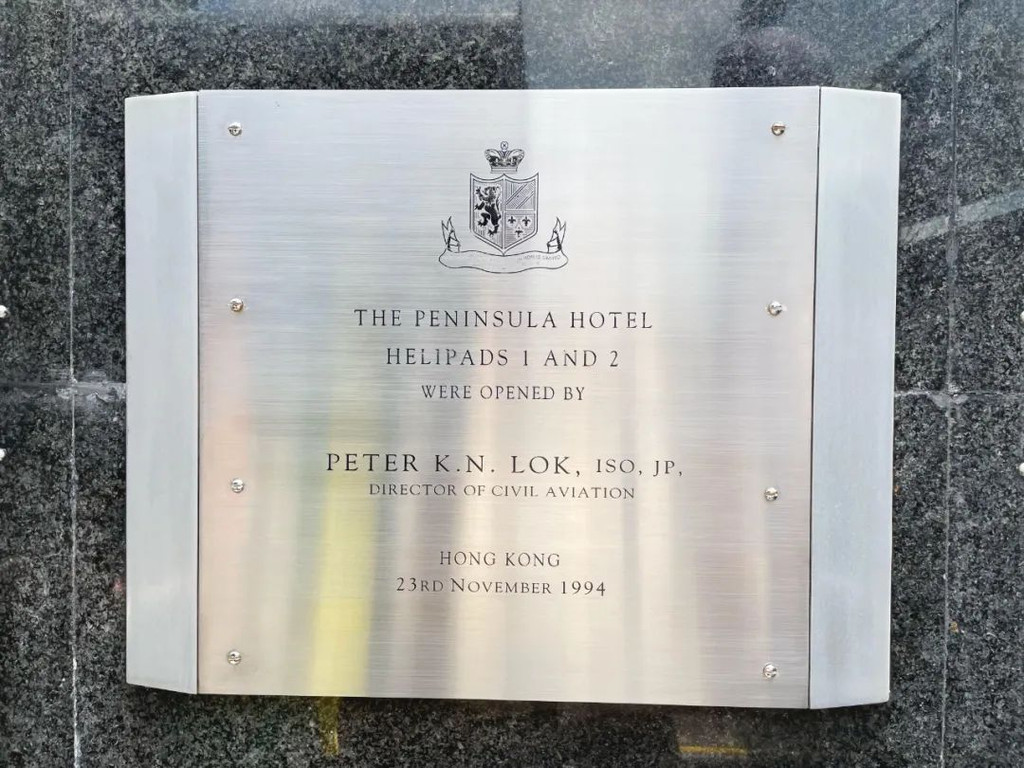 THE PENINSULA HOTEL
HELIPADS 1 AND 2
WERE OPENED BY
PETER K.N. LOK, ISO, JP,
DIRECTOR OF CIVIL AVIATION
HONG KONG
23RD NOVEMBER 1994